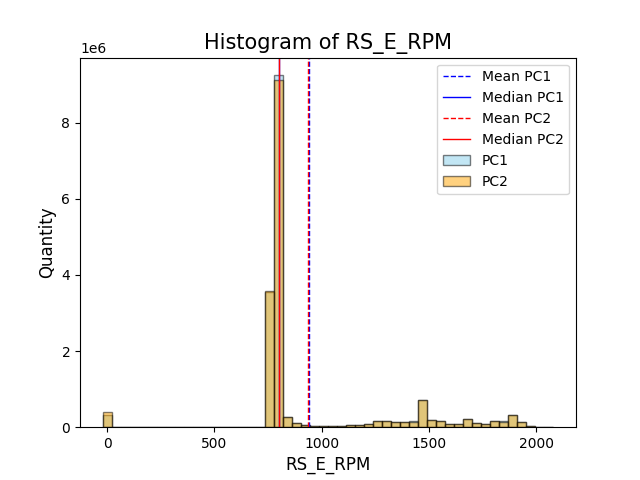 Histogram of RS_E_RPM
1e6
Mean PC1
Median PC1
Mean PC2
Median PC2
PC1
PC2
8
6
4
2
0
Quantity
0 500 1000 1500 2000
RS_E_RPM